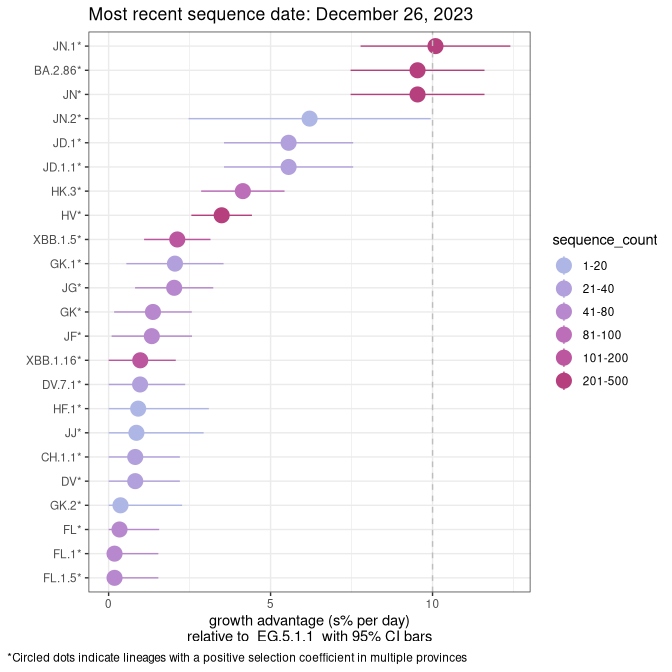 Most recent sequence date: December 26, 2023
JN.1*
BA.2.86*
JN*
JN.2*
JD.1*
JD.1.1*
HK.3*
HV*
XBB.1.5*
GK.1*
JG*
GK*
JF*
XBB.1.16*
DV.7.1*
HF.1*
JJ*
CH.1.1*
DV*
GK.2*
FL*
FL.1*
FL.1.5*
0 5 10
growth advantage (s% per day)
relative to EG.5.1.1 with 95% CI bars
sequence_count
1-20
21-40
41-80
81-100
101-200
201-500
*Circled dots indicate lineages with a positive selection coefficient in multiple provinces